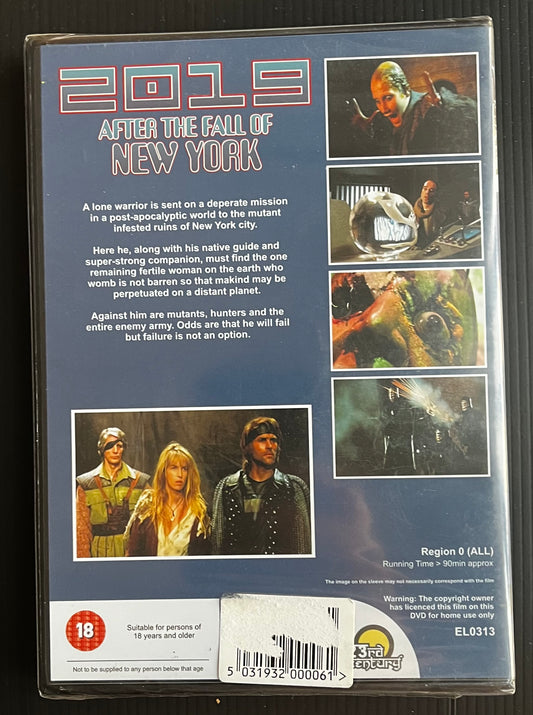 2019
AFTER THE FALL OF
NEW YORK
A lone warrior is sent on a deperate mission
in a post-apocalyptic world to the mutant
infested ruins of New York city.
Here he, along with his native guide and
super-strong companion, must find the one
remaining fertile woman on the earth who
womb is not barren so that makind may be
perpetuated on a distant planet.
Against him are mutants, hunters and the
entire enemy army. Odds are that he will fail
but failure is not an option.
Region 0 (ALL)
Running Time > 90min approx
The image on the sleeve may not necessarily correspond with the film
Warning: The copyright owner
has licenced this film on this
DVD for home use only
EL0313
18
Suitable for persons of
18 years and older
Not to be supplied to any person below that age
5 031932 000061 >
3rd